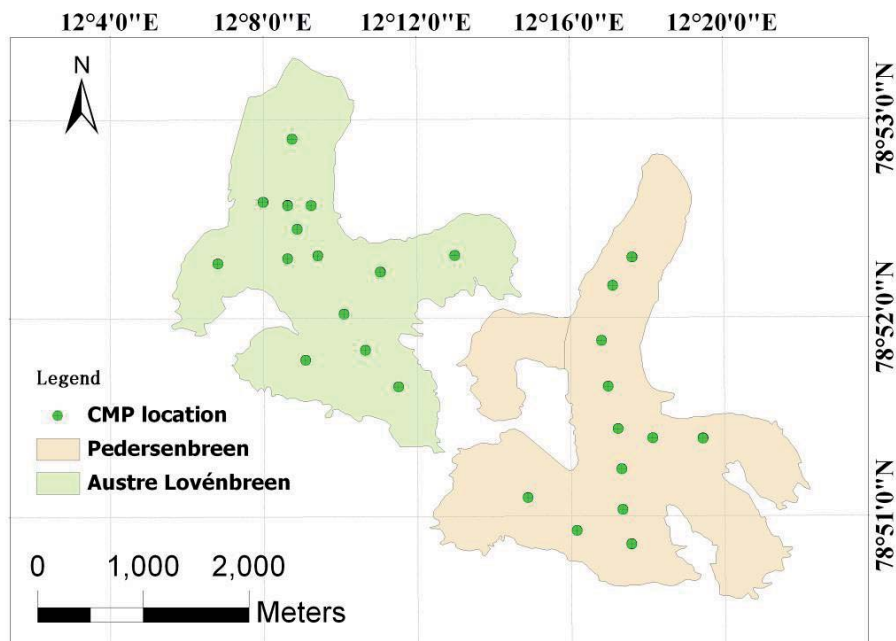 12°4'0"E 12°8'0"E 12°12'0"E 12°16'0"E 12°20'0"E
N
78°53'0"N
78°52'0"N
78°51'0"N
Legend
CMP location
Pedersenbreen
Austre Lovénbreen
0 1,000 2,000
Meters